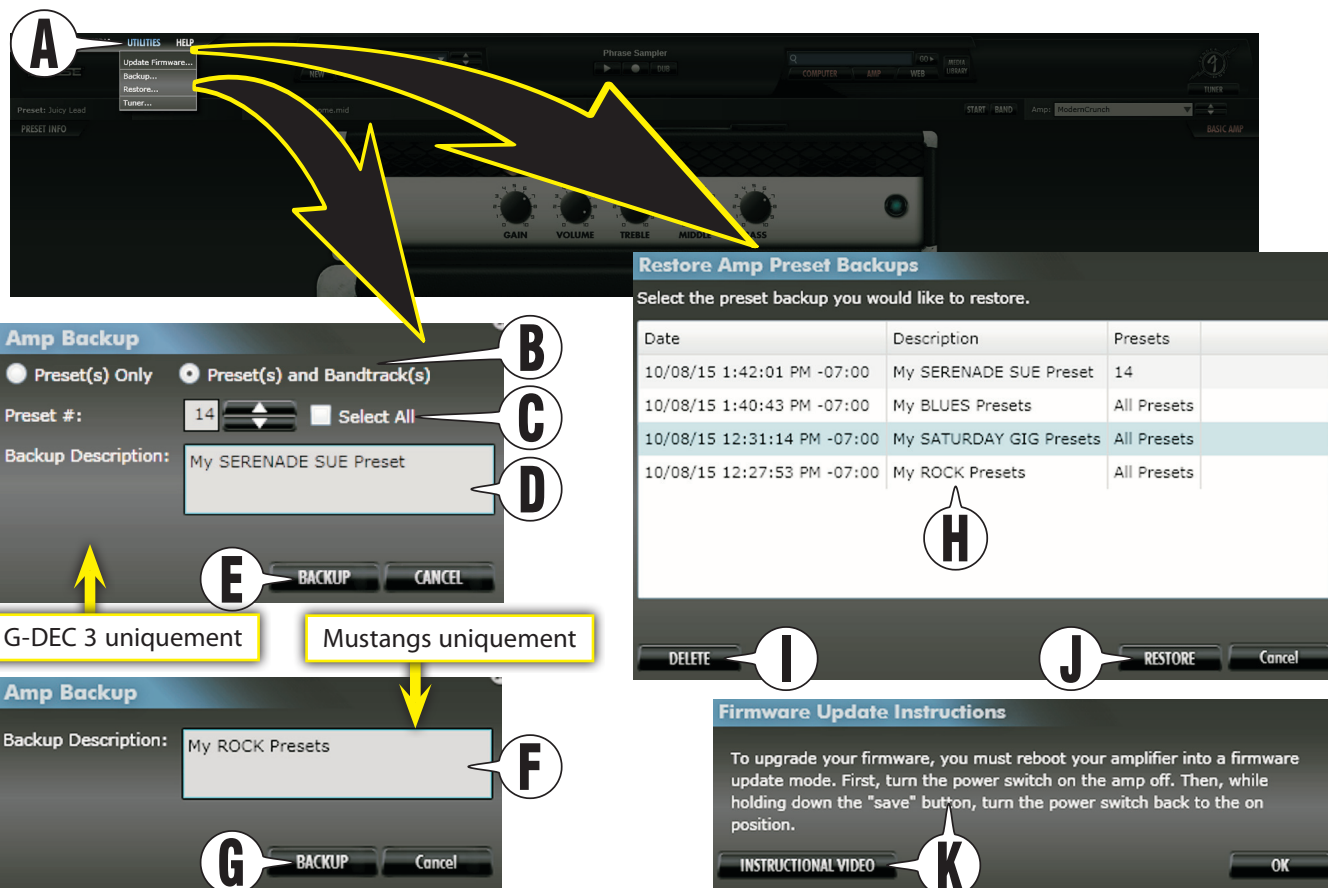 A
UTILITIES HELP
Update Firmware...
Backup...
Restore...
Tuner...
NEW
Phrase Sampler
DUB
GO
COMPUTER AMP WEB
MEDIA LIBRARY
TUNER
Preset: Juicy Lead
PRESET INFO
START BAND Amp: ModernCrunch
BASIC AMP
GAIN VOLUME TREBLE MIDDLE
Amp Backup
Preset(s) Only Preset(s) and Bandtrack(s)
B
Preset #: 14 Select All
C
Backup Description: My SERENADE SUE Preset
D
E
BACKUP CANCEL
G-DEC 3 uniquement
Mustangs uniquement
Amp Backup
Backup Description: My ROCK Presets
F
G
BACKUP Cancel
Restore Amp Preset Backups
Select the preset backup you would like to restore.
Date Description Presets
10/08/15 1:42:01 PM -07:00 My SERENADE SUE Preset 14
10/08/15 1:40:43 PM -07:00 My BLUES Presets All Presets
10/08/15 12:31:14 PM -07:00 My SATURDAY GIG Presets All Presets
10/08/15 12:27:53 PM -07:00 My ROCK Presets All Presets
H
DELETE
I
J
RESTORE Cancel
Firmware Update Instructions
To upgrade your firmware, you must reboot your amplifier into a firmware
update mode. First, turn the power switch on the amp off. Then, while
holding down the "save" button, turn the power switch back to the on
position.
INSTRUCTIONAL VIDEO
K
OK